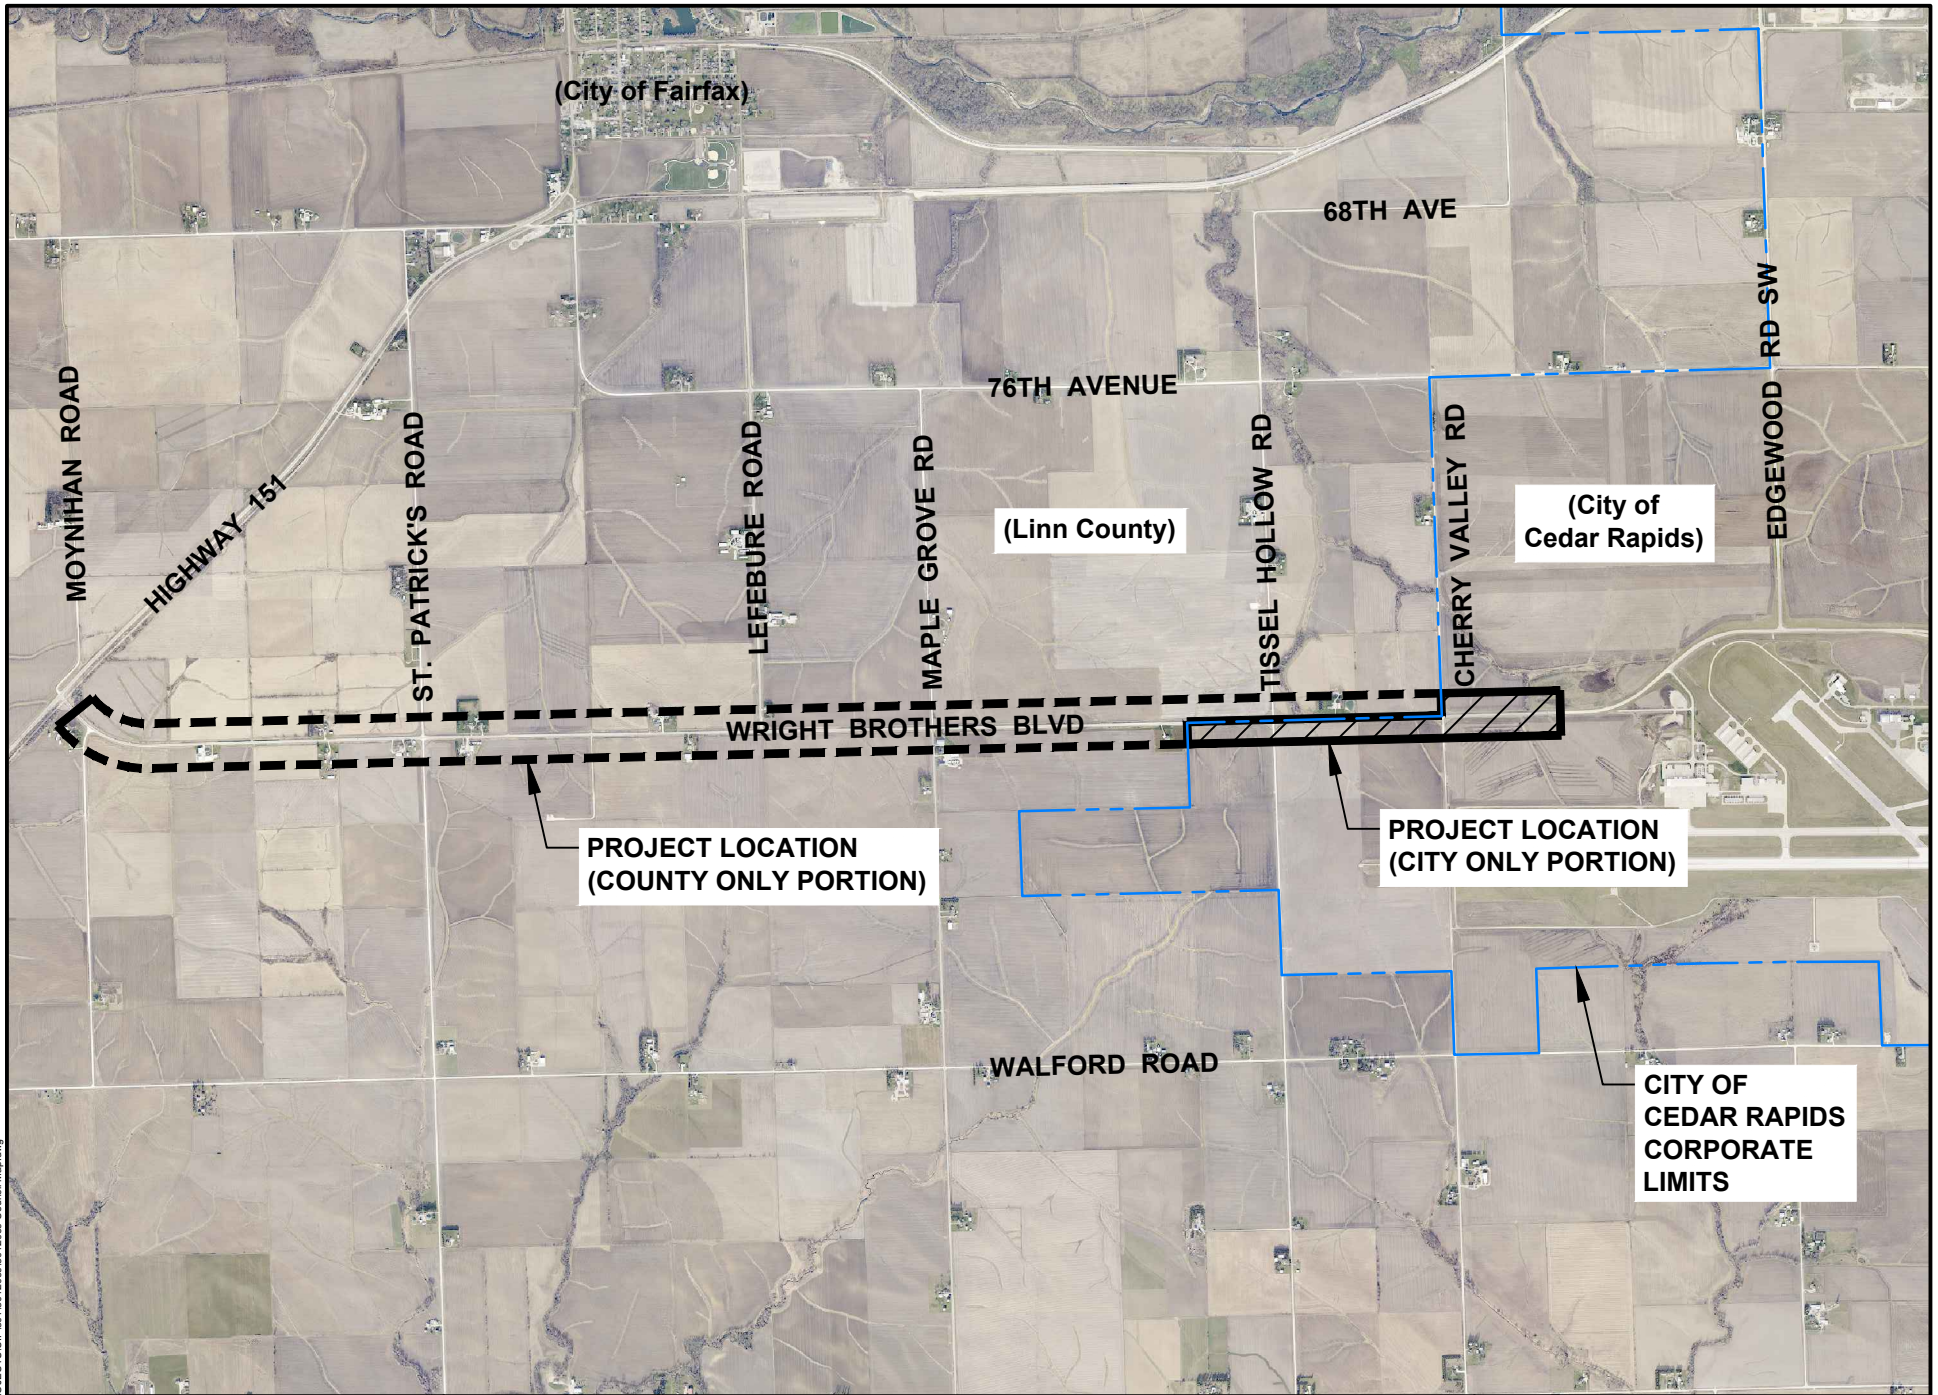 (City of Fairfax)
68TH AVE
EDGEWOOD RD SW
76TH AVENUE
MOYNIHAN ROAD
HIGHWAY 151
ST. PATRICK'S ROAD
LEFEBURE ROAD
MAPLE GROVE RD
(Linn County)
TISSEL HOLLOW RD
CHERRY VALLEY RD
(City of
Cedar Rapids)
WRIGHT BROTHERS BLVD
PROJECT LOCATION
(COUNTY ONLY PORTION)
PROJECT LOCATION
(CITY ONLY PORTION)
WALFORD ROAD
CITY OF
CEDAR RAPIDS
CORPORATE
LIMITS